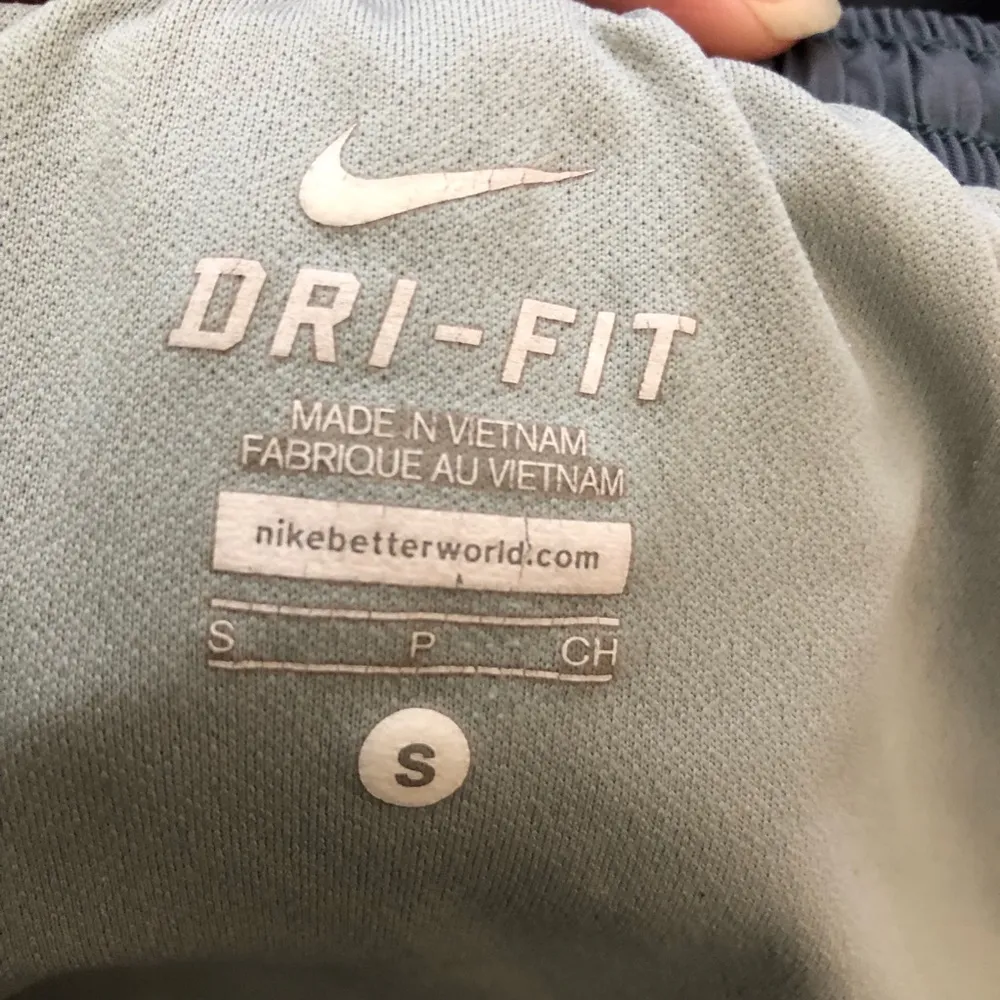 DRI-FIT
MADE IN VIETNAM
FABRIQUE AU VIETNAM
nikebetterworld.com
S P CH
S